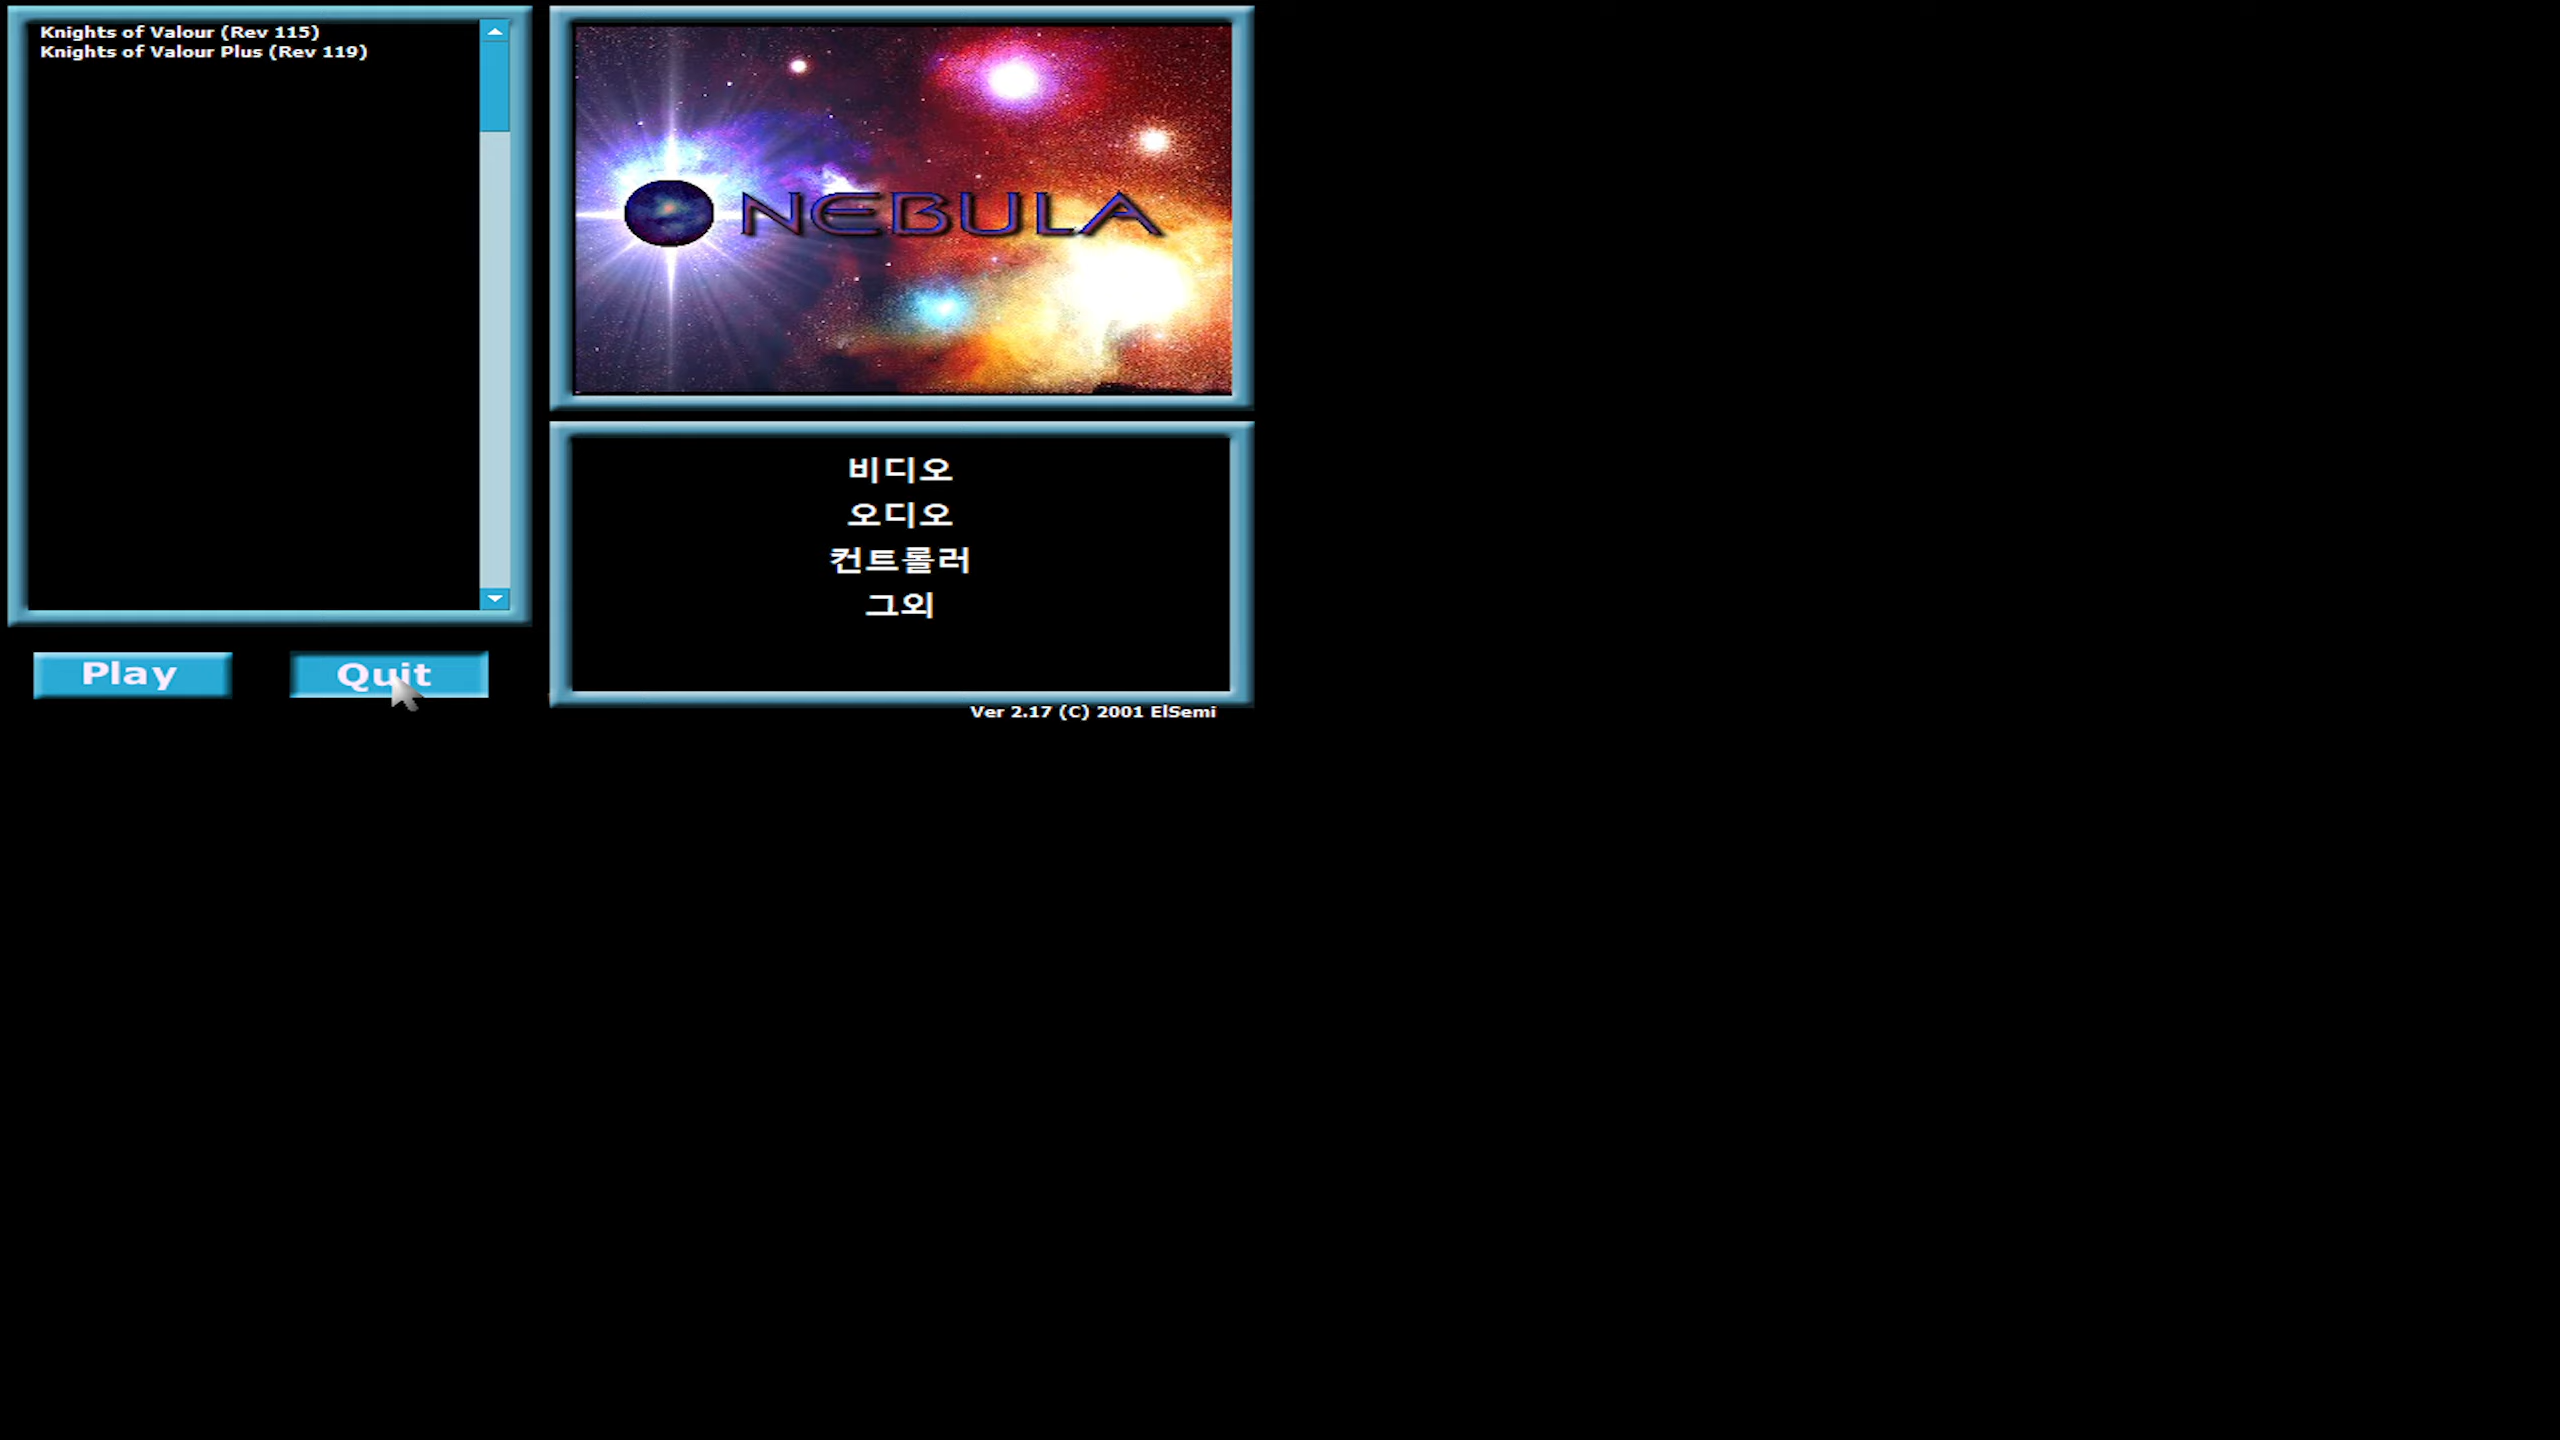 Knights of Valour (Rev 115)
Knights of Valour Plus (Rev 119)
NEBULA
비디오
오디오
컨트롤러
그외
Play
Quit
Ver 2.17 (C) 2001 ElSemi